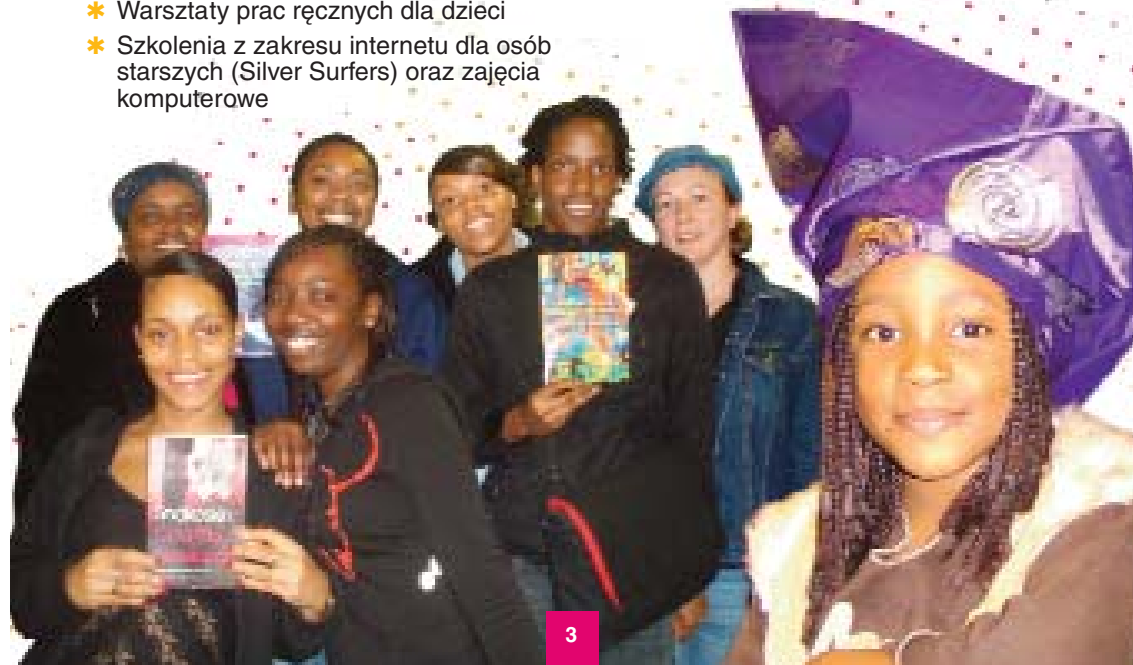 ✱ Warsztaty prac ręcznych dla dzieci
✱ Szkolenia z zakresu internetu dla osób
starszych (Silver Surfers) oraz zajęcia
komputerowe
3